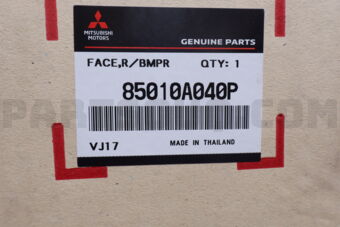 MITSUBISHI
MOTORS
GENUINE PARTS
FACE,R/BMPR QTY: 1
85010A040P
VJ17 MADE IN THAILAND